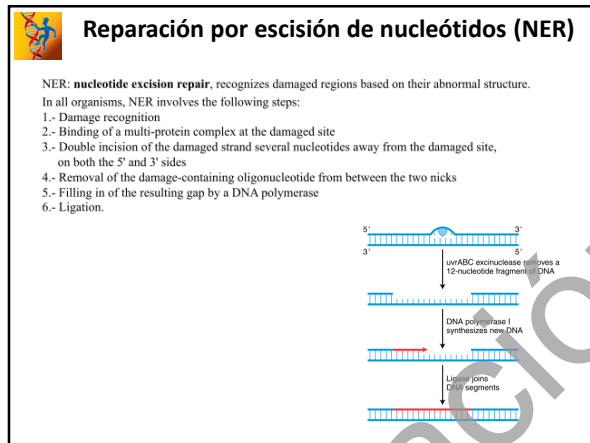 Reparación por escisión de nucleótidos (NER)
NER: nucleotide excision repair, recognizes damaged regions based on their abnormal structure.
In all organisms, NER involves the following steps:
1.- Damage recognition
2.- Binding of a multi-protein complex at the damaged site
3.- Double incision of the damaged strand several nucleotides away from the damaged site,
on both the 5' and 3' sides
4.- Removal of the damage-containing oligonucleotide from between the two nicks
5.- Filling in of the resulting gap by a DNA polymerase
6.- Ligation.
5' 3'
3' 5'
uvrABC excinuclease removes a
12-nucleotide fragment of DNA
DNA polymerase I
synthesizes new DNA
Ligase joins
DNA segments